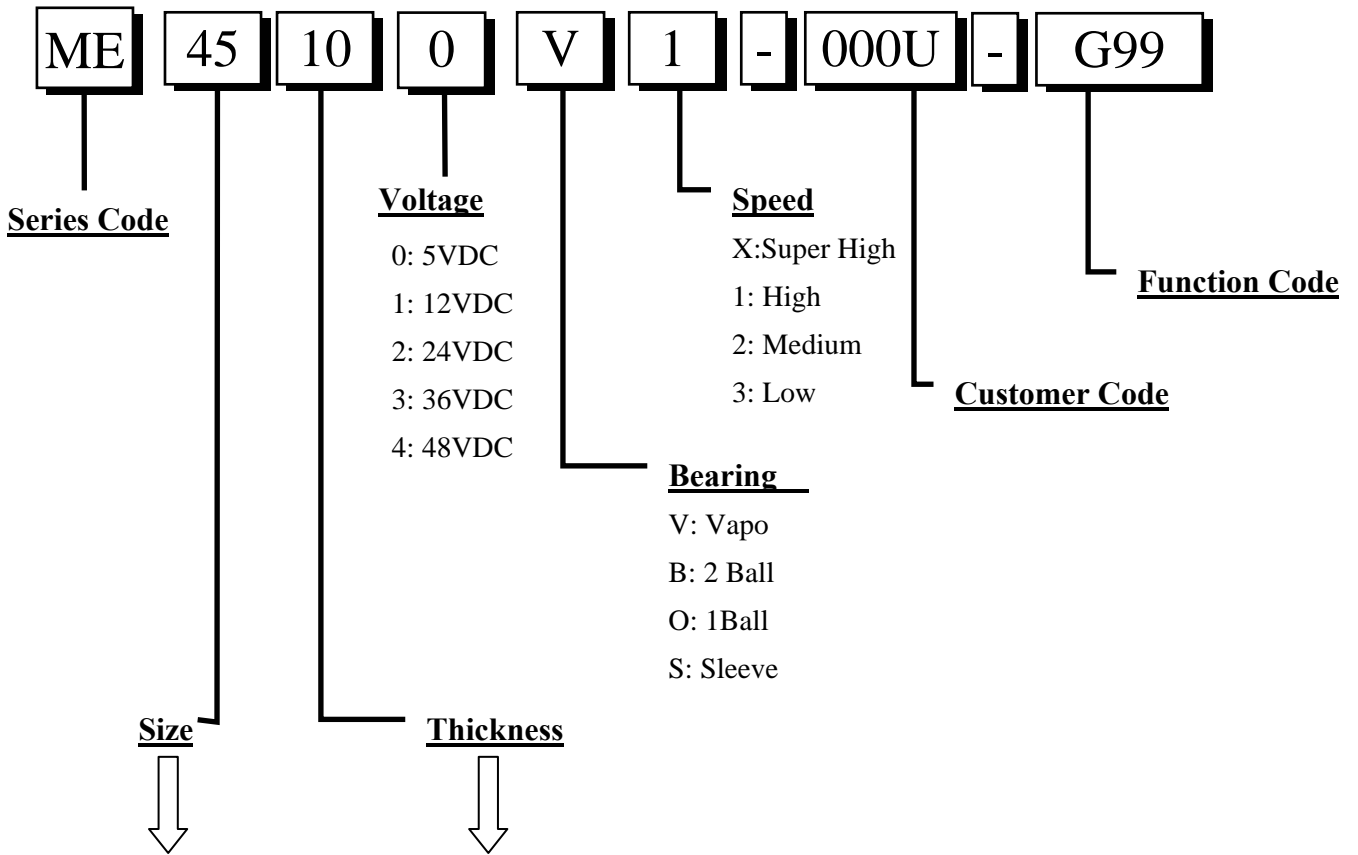 ME 45 10 0 V 1 - 000U - G99
Series Code
Voltage
0: 5VDC
1: 12VDC
2: 24VDC
3: 36VDC
4: 48VDC
Speed
X:Super High
1: High
2: Medium
3: Low
Function Code
Customer Code
Bearing
V: Vapo
B: 2 Ball
O: 1Ball
S: Sleeve
Size
Thickness